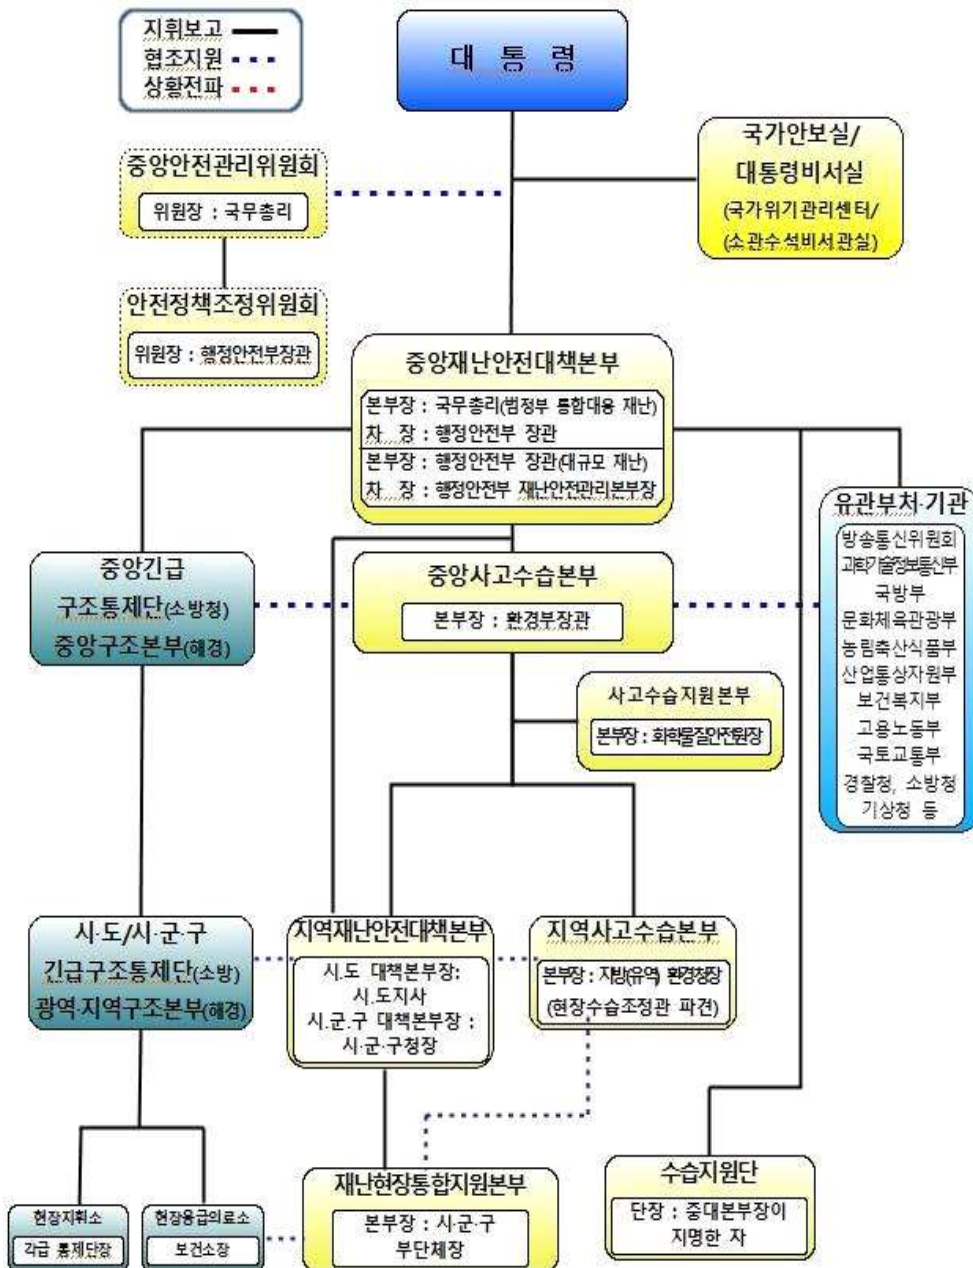 지휘보고
협조지원
상황전파
대 통 령
국가안보실/
대통령비서실
(국가위기관리센터/
(소관수석비서관실)
중앙안전관리위원회
위원장 : 국무총리
안전정책조정위원회
위원장 : 행정안전부장관
중앙재난안전대책본부
본부장 : 국무총리(범정부 통합대응 재난)
차 장 : 행정안전부 장관
본부장 : 행정안전부 장관(대규모 재난)
차 장 : 행정안전부 재난안전관리본부장
유관부처·기관
방송통신위원회
과학기술정보통신부
국방부
문화체육관광부
농림축산식품부
산업통상자원부
보건복지부
고용노동부
국토교통부
경찰청, 소방청
기상청 등
중앙긴급
구조통제단(소방청)
중앙구조본부(해경)
중앙사고수습본부
본부장 : 환경부장관
사고수습지원본부
본부장 : 화학물질안전원장
시·도/시·군·구
긴급구조통제단(소방)
광역·지역구조본부(해경)
지역재난안전대책본부
시.도 대책본부장:
시.도지사
시.군.구 대책본부장 :
시·군·구청장
지역사고수습본부
본부장 : 지방(유역) 환경청장
(현장수습조정관 파견)
현장지휘소
각급 통제단장
현장응급의료소
보건소장
재난현장통합지원본부
본부장 : 시·군·구
부단체장
수습지원단
단장 : 중대본부장이
지명한 자